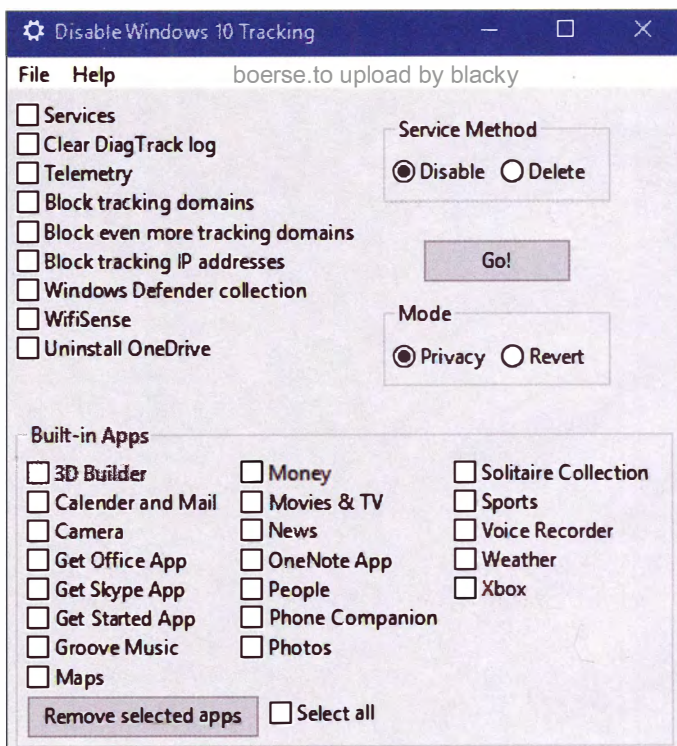 Disable Windows 10 Tracking
File Help
boerse.to upload by blacky
Services
Clear DiagTrack log
Telemetry
Block tracking domains
Block even more tracking domains
Block tracking IP addresses
Windows Defender collection
WifiSense
Uninstall OneDrive
Service Method
Disable Delete
Go!
Mode
Privacy Revert
Built-in Apps
3D Builder
Calender and Mail
Camera
Get Office App
Get Skype App
Get Started App
Groove Music
Maps
Money
Movies & TV
News
OneNote App
People
Phone Companion
Photos
Solitaire Collection
Sports
Voice Recorder
Weather
Xbox
Remove selected apps
Select all